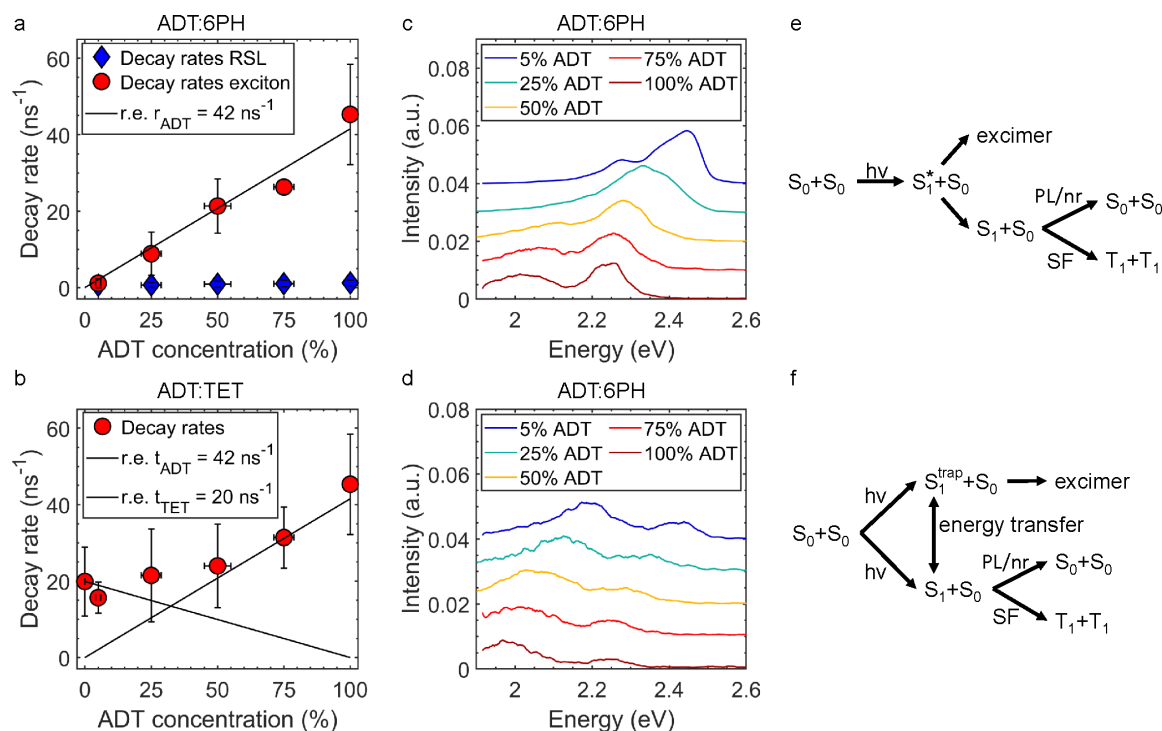 a
ADT:6PH
Decay rate (ns⁻¹)
60
40
20
0
Decay rates RSL
Decay rates exciton
r.e. r_ADT = 42 ns⁻¹
0 25 50 75 100
ADT concentration (%)
b
ADT:TET
Decay rate (ns⁻¹)
60
40
20
0
Decay rates
r.e. t_ADT = 42 ns⁻¹
r.e. t_TET = 20 ns⁻¹
0 25 50 75 100
ADT concentration (%)
c
ADT:6PH
Intensity (a.u.)
0.08
0.06
0.04
0.02
0
5% ADT 75% ADT
25% ADT 100% ADT
50% ADT
2 2.2 2.4 2.6
Energy (eV)
d
ADT:6PH
Intensity (a.u.)
0.08
0.06
0.04
0.02
0
5% ADT 75% ADT
25% ADT 100% ADT
50% ADT
2 2.2 2.4 2.6
Energy (eV)
e
excimer
S₀+S₀ hν S₁*+S₀
PL/nr S₀+S₀
S₁+S₀
SF T₁+T₁
f
S₁^trap+S₀ excimer
hν
S₀+S₀ energy transfer
hν PL/nr S₀+S₀
S₁+S₀
SF T₁+T₁